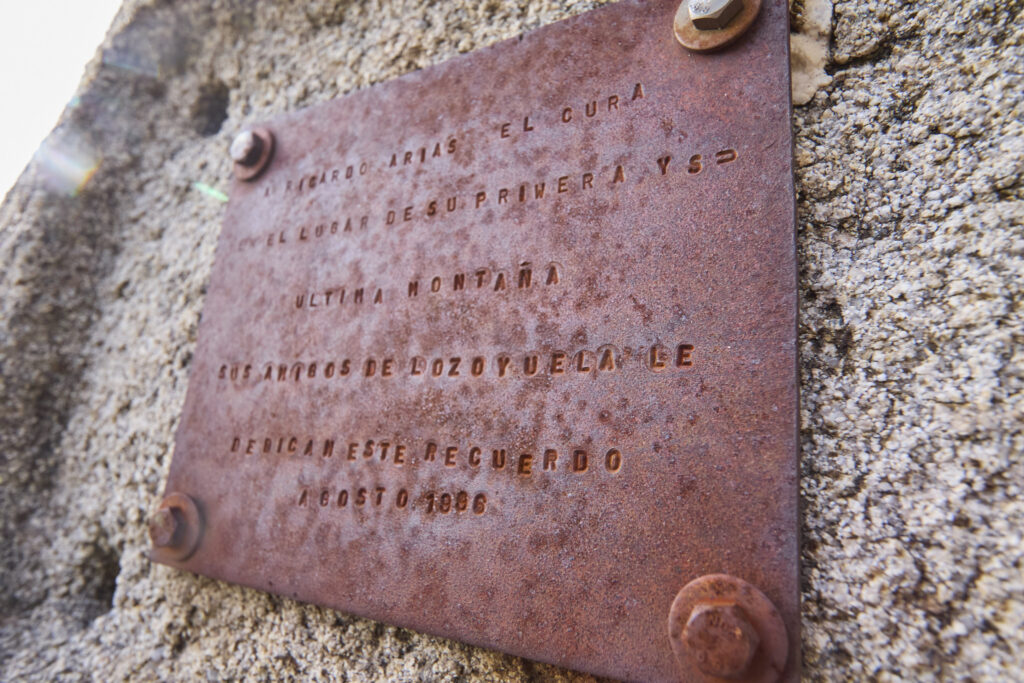 A RICARDO ARIAS EL CURA
EN EL LUGAR DE SU PRIMERA Y SU
ULTIMA MONTAÑA
SUS AMIGOS DE LOZOYUELA LE
DEDICAN ESTE RECUERDO
AGOSTO